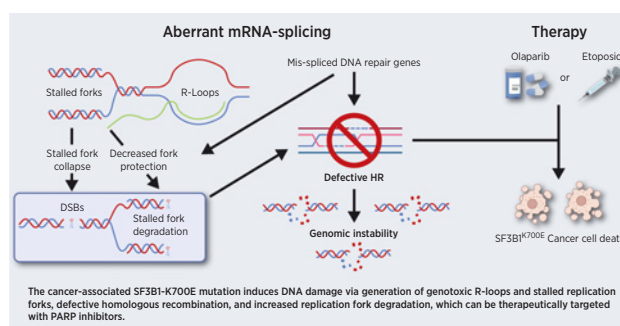 Aberrant mRNA-splicing
Therapy
Mis-spliced DNA repair genes
Olaparib
or
Stalled forks
R-Loops
Stalled fork
collapse
Decreased fork
protection
Defective HR
DSBs
Stalled fork
degradation
Genomic instability
SF3B1K700E Cancer cell
The cancer-associated SF3B1-K700E mutation induces DNA damage via generation of genotoxic R-loops and stalled replication
forks, defective homologous recombination, and increased replication fork degradation, which can be therapeutically targeted
with PARP inhibitors.